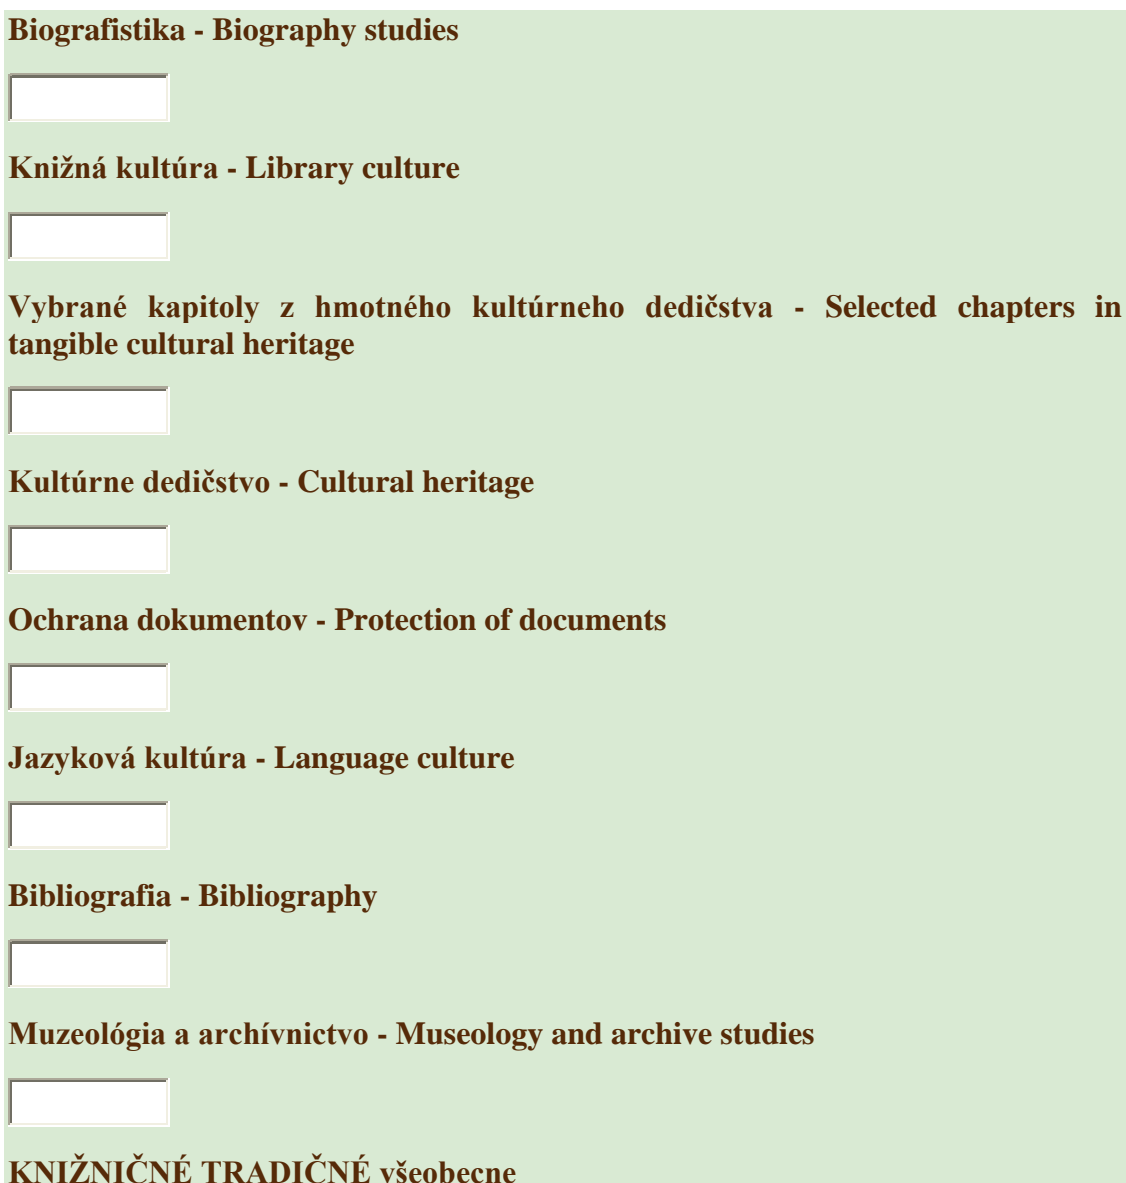 Biografistika - Biography studies
Knižná kultúra - Library culture
Vybrané kapitoly z hmotného kultúrneho dedičstva - Selected chapters in
tangible cultural heritage
Kultúrne dedičstvo - Cultural heritage
Ochrana dokumentov - Protection of documents
Jazyková kultúra - Language culture
Bibliografia - Bibliography
Muzeológia a archívnictvo - Museology and archive studies
KNIŽNIČNÉ TRADIČNÉ všeobecne